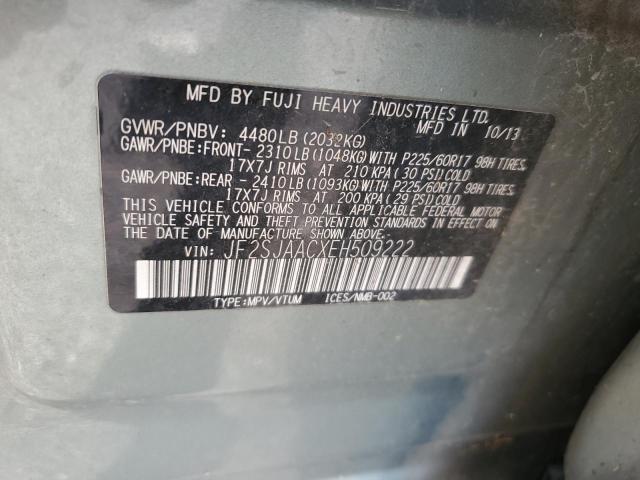 MFD BY FUJI HEAVY INDUSTRIES LTD.
MFD IN 10/13
GVWR/PNBV: 4480LB (2032KG)
GAWR/PNBE:FRONT-2310LB (1048KG) WITH P225/60R17 98H TIRES,
17X7J RIMS AT 210 KPA (30 PSI) COLD
GAWR/PNBE:REAR -2410LB (1093KG) WITH P225/60R17 98H TIRES,
17X7J RIMS AT 200 KPA (29 PSI) COLD
THIS VEHICLE CONFORMS TO ALL APPLICABLE FEDERAL MOTOR
VEHICLE SAFETY AND THEFT PREVENTION STANDARDS IN EFFECT ON
THE DATE OF MANUFACTURE SHOWN ABOVE.
VIN: JF2SJAACXEH509222
TYPE:MPV/VTUM ICES/NMB-002